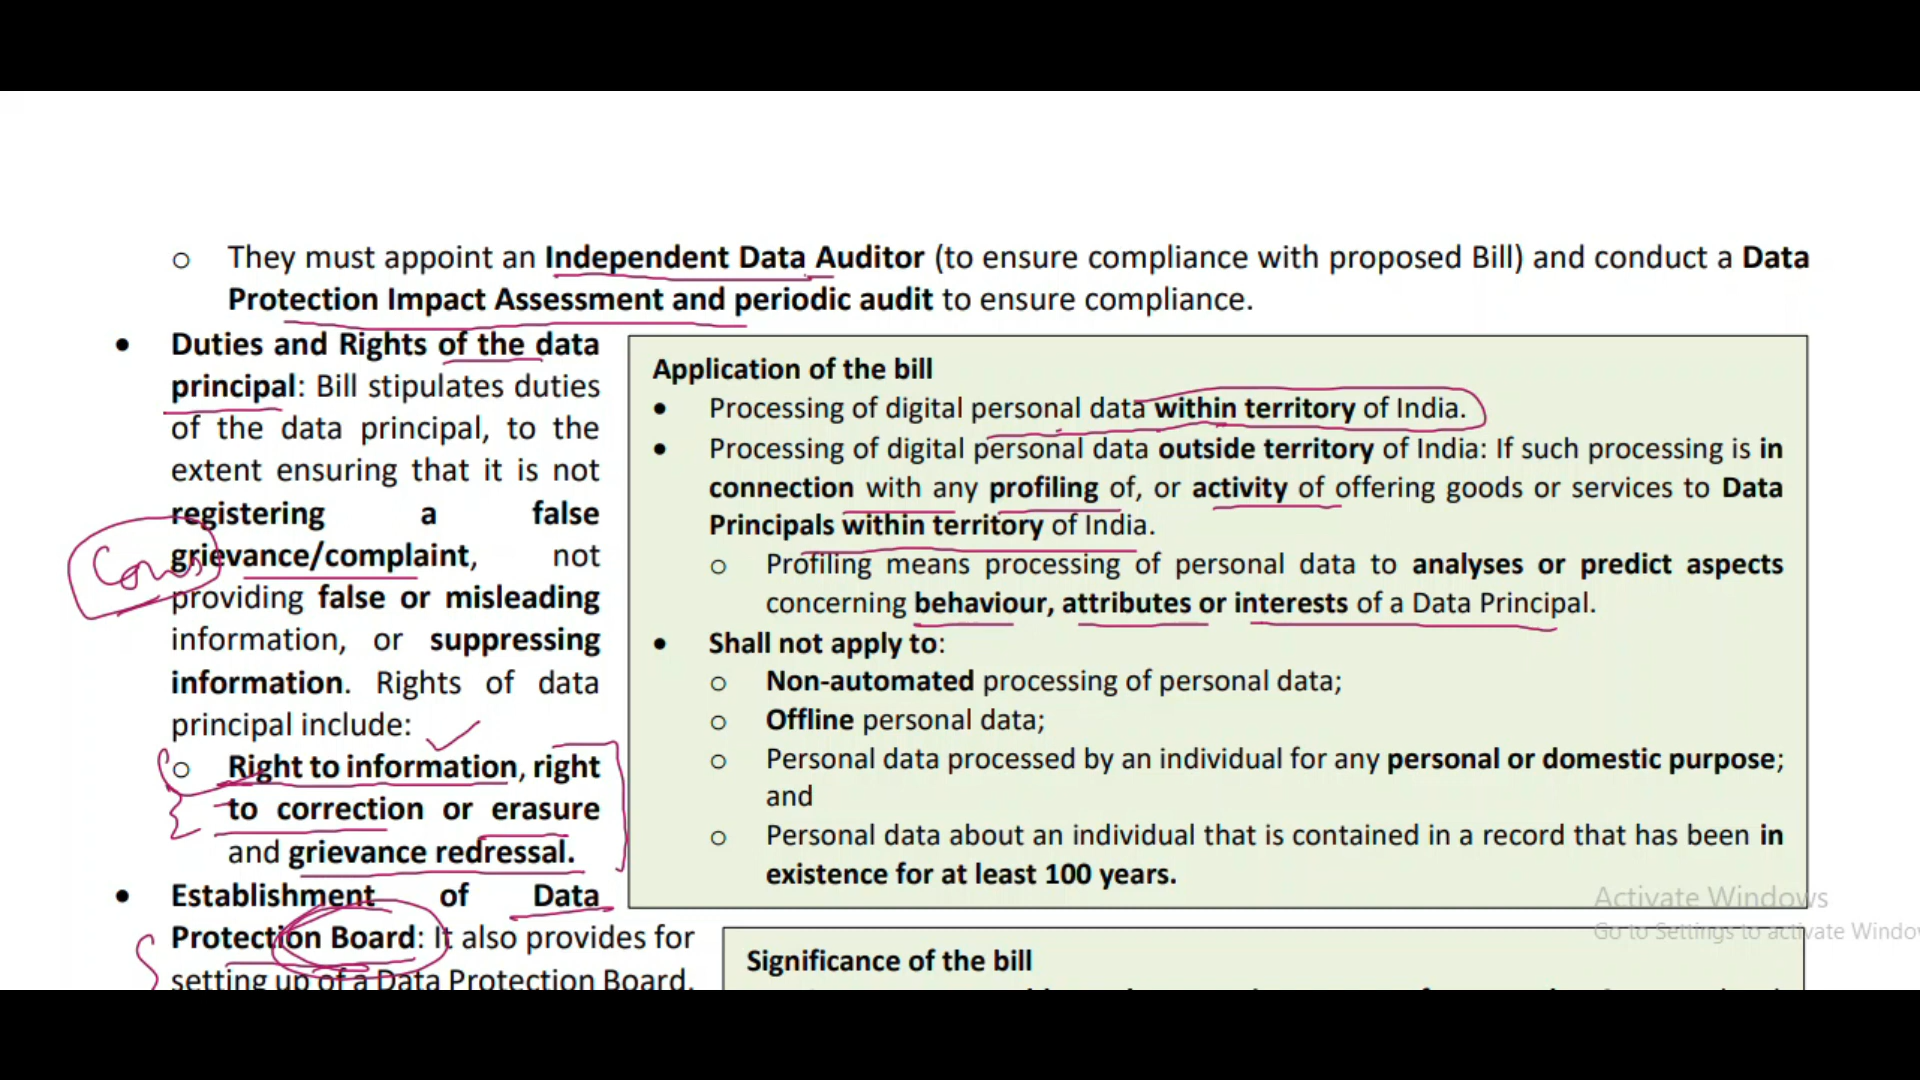 o They must appoint an Independent Data Auditor (to ensure compliance with proposed Bill) and conduct a Data
Protection Impact Assessment and periodic audit to ensure compliance.
• Duties and Rights of the data
principal: Bill stipulates duties
of the data principal, to the
extent ensuring that it is not
registering a false
grievance/complaint, not
providing false or misleading
information, or suppressing
information. Rights of data
principal include:
o Right to information, right
to correction or erasure
and grievance redressal.
• Establishment of Data
Protection Board: It also provides for
setting up of a Data Protection Board.
Application of the bill
• Processing of digital personal data within territory of India.
• Processing of digital personal data outside territory of India: If such processing is in
connection with any profiling of, or activity of offering goods or services to Data
Principals within territory of India.
o Profiling means processing of personal data to analyses or predict aspects
concerning behaviour, attributes or interests of a Data Principal.
• Shall not apply to:
o Non-automated processing of personal data;
o Offline personal data;
o Personal data processed by an individual for any personal or domestic purpose;
and
o Personal data about an individual that is contained in a record that has been in
existence for at least 100 years.
Significance of the bill
Activate Windows
Go to Settings to activate Windo